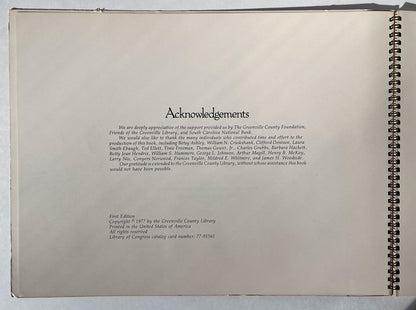 Acknowledgements
We are deeply appreciative of the support provided us by The Greenville County Foundation,
Friends of the Greenville Library, and South Carolina National Bank.
We would also like to thank the many individuals who contributed time and effort to the
production of this book, including Betsy Ashley, William N. Cruikshank, Clifford Denison, Laura
Smith Ebaugh, Ted Ellett, Elsie Freeman, Thomas Gower, Jr., Charles Grubbs, Barbara Hackett,
Betty Jean Hendrix, William S. Hummers, George L. Johnson, Arthur Magill, Henry B. McKoy,
Larry Nix, Conyers Norwood, Frances Taylor, Mildred E. Whitmire, and James H. Woodside.
Our gratitude is extended to the Greenville County Library, without whose assistance this book
would not have been possible.
First Edition
Copyright © 1977 by the Greenville County Library
Printed in the United States of America
All rights reserved
Library of Congress catalog card number: